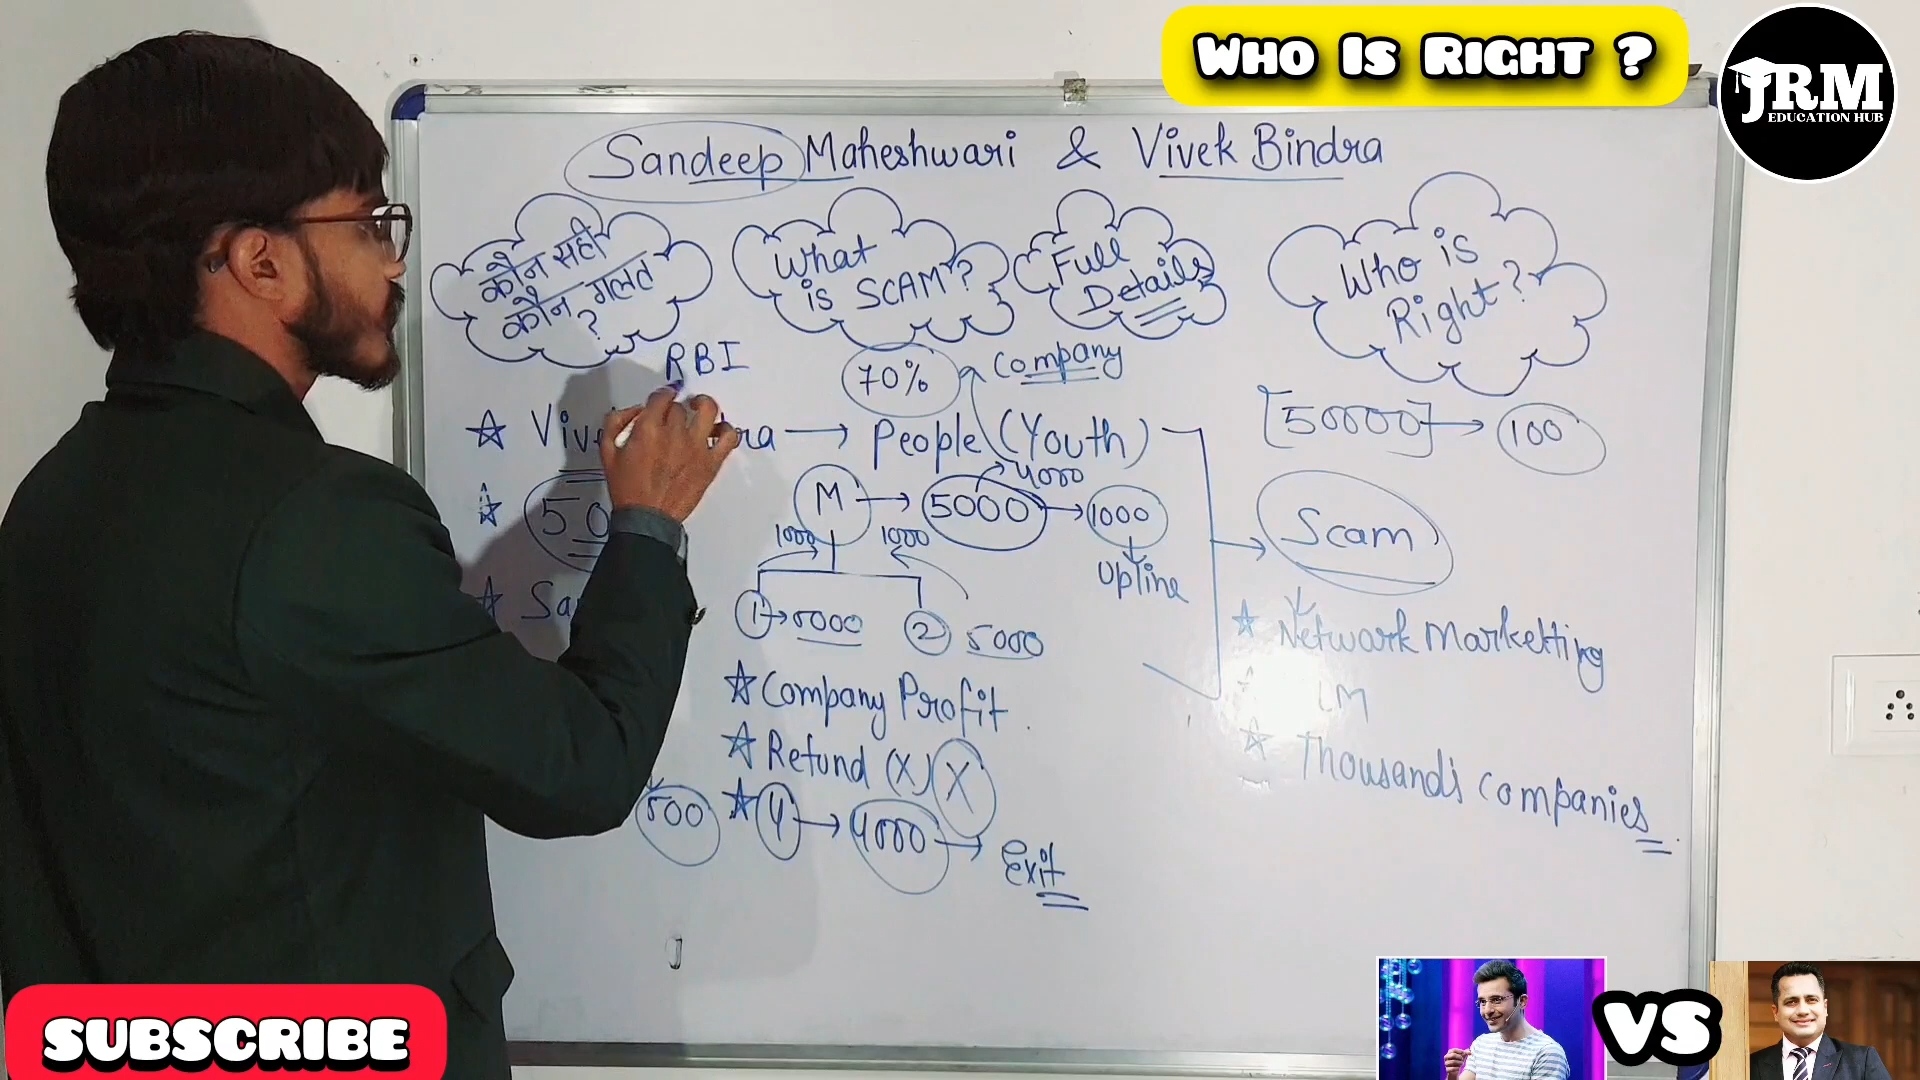 WHO IS RIGHT ?
JRM
EDUCATION HUB
Sandeep Maheshwari & Vivek Bindra
कौन सही
कौन गलत
?
What
is SCAM?
Full
Details
Who is
Right?
RBI
70%
Company
[50000] → 100
People (Youth)
4000
M → 5000 → 1000
1000
1000
Upline
Scam
1 → 5000
2
5000
Network Marketting
Company Profit
Refund (X) X
Thousands Companies
500
4 → 4000 → Exit
SUBSCRIBE
VS